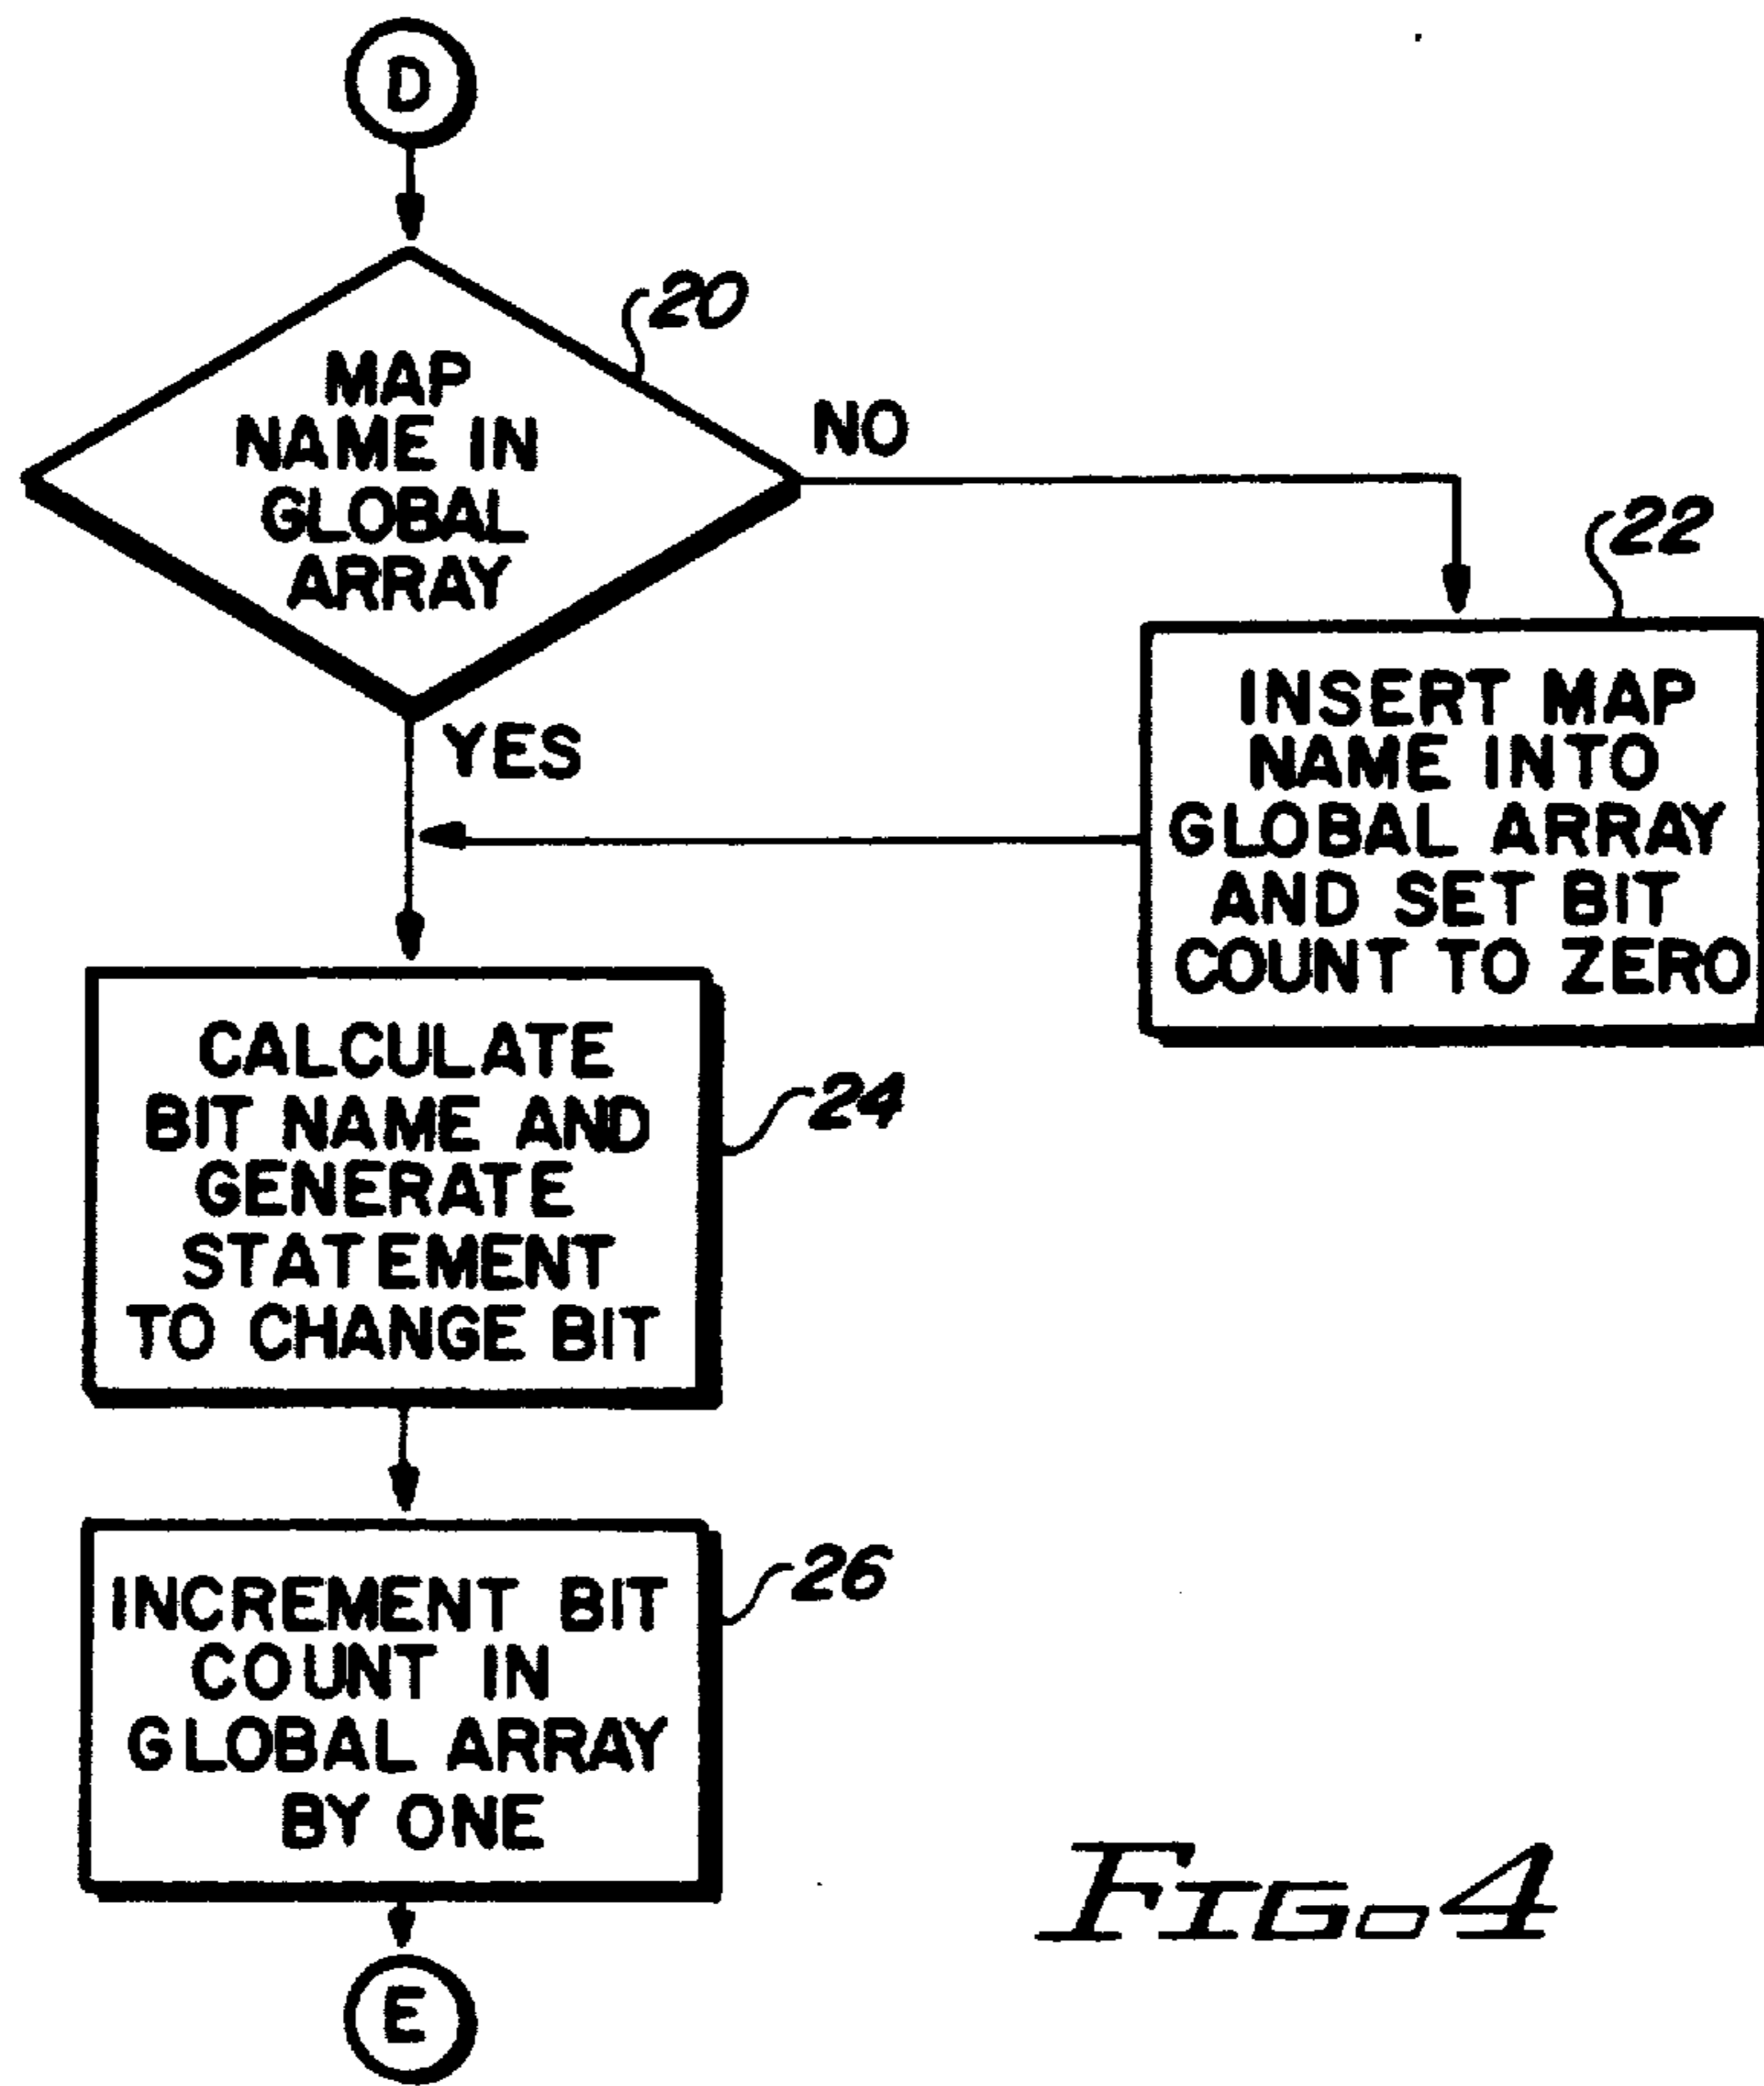 D
20
MAP
NAME IN
GLOBAL
ARRAY
NO
YES
22
INSERT MAP
NAME INTO
GLOBAL ARRAY
AND SET BIT
COUNT TO ZERO
CALCULATE
BIT NAME AND
GENERATE
STATEMENT
TO CHANGE BIT
24
INCREMENT BIT
COUNT IN
GLOBAL ARRAY
BY ONE
26
E
FIG. 4